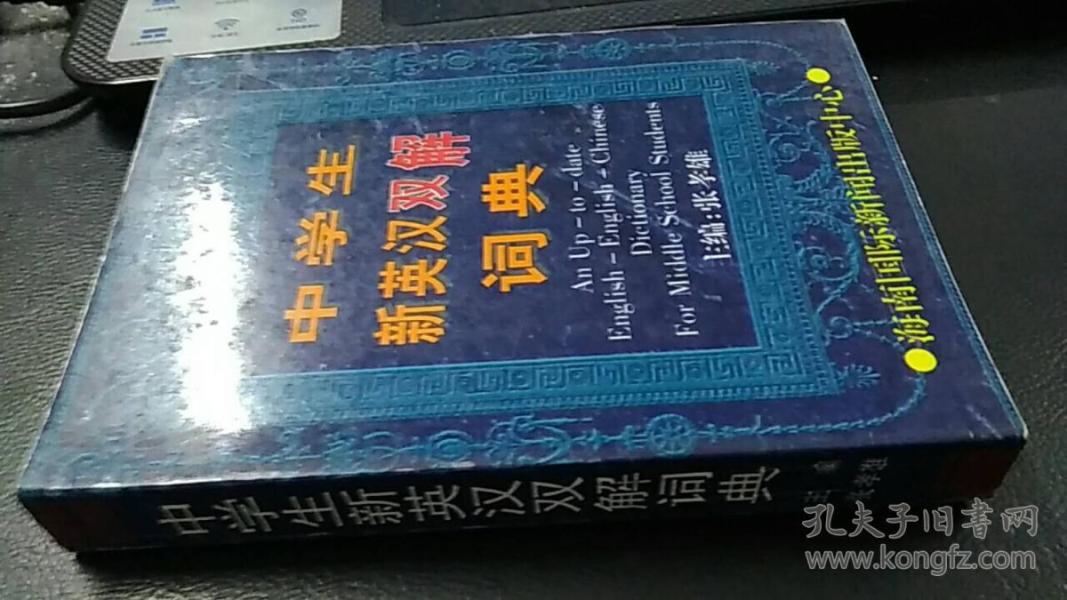 中学生
新英汉双解
词典
An Up-to-date
English-English-Chinese
Dictionary
For Middle School Students
主编:张孝雄
海南国际新闻出版中心
中学生新英汉双解词典
主编
孔夫子旧书网
www.kongfz.com